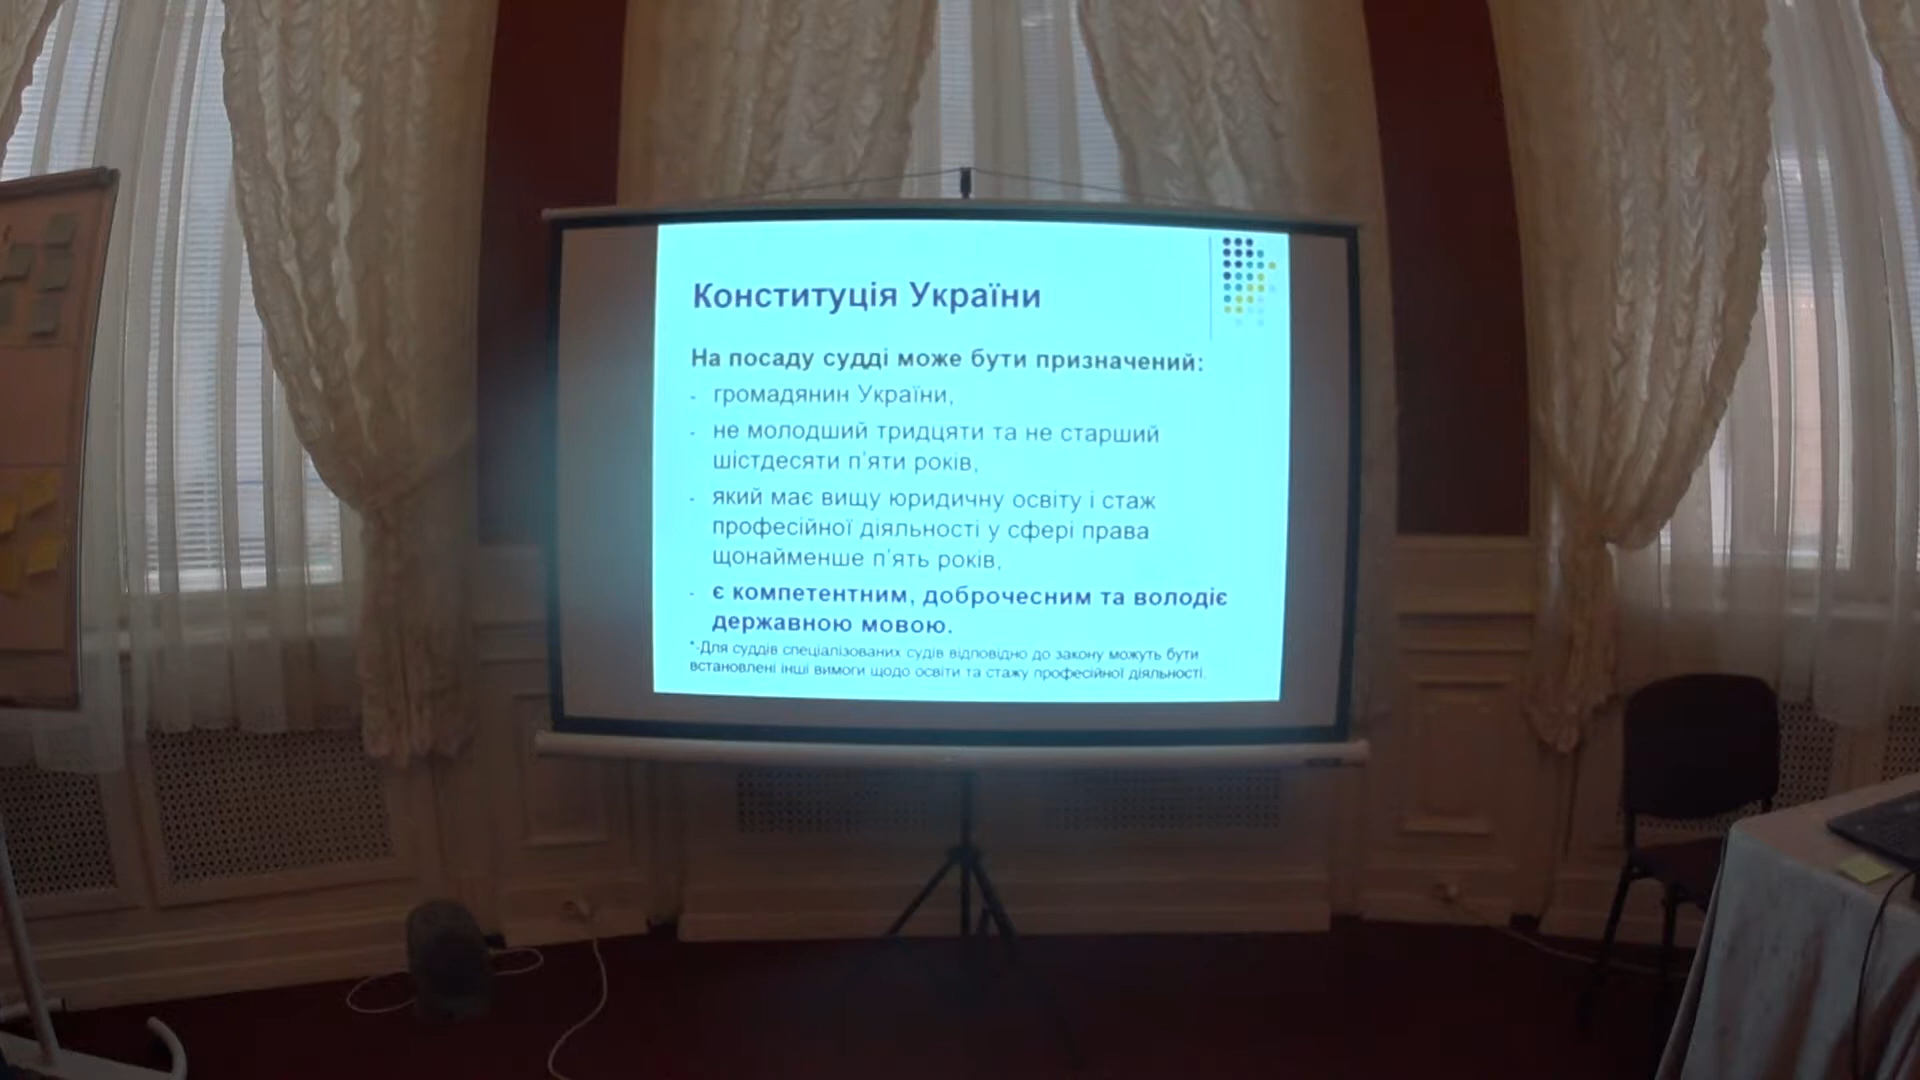 Конституція України
На посаду судді може бути призначений:
- громадянин України,
- не молодший тридцяти та не старший
шістдесяти п'яти років,
- який має вищу юридичну освіту і стаж
професійної діяльності у сфері права
щонайменше п'ять років,
- є компетентним, доброчесним та володіє
державною мовою.
*-Для суддів спеціалізованих судів відповідно до закону можуть бути
встановлені інші вимоги щодо освіти та стажу професійної діяльності.